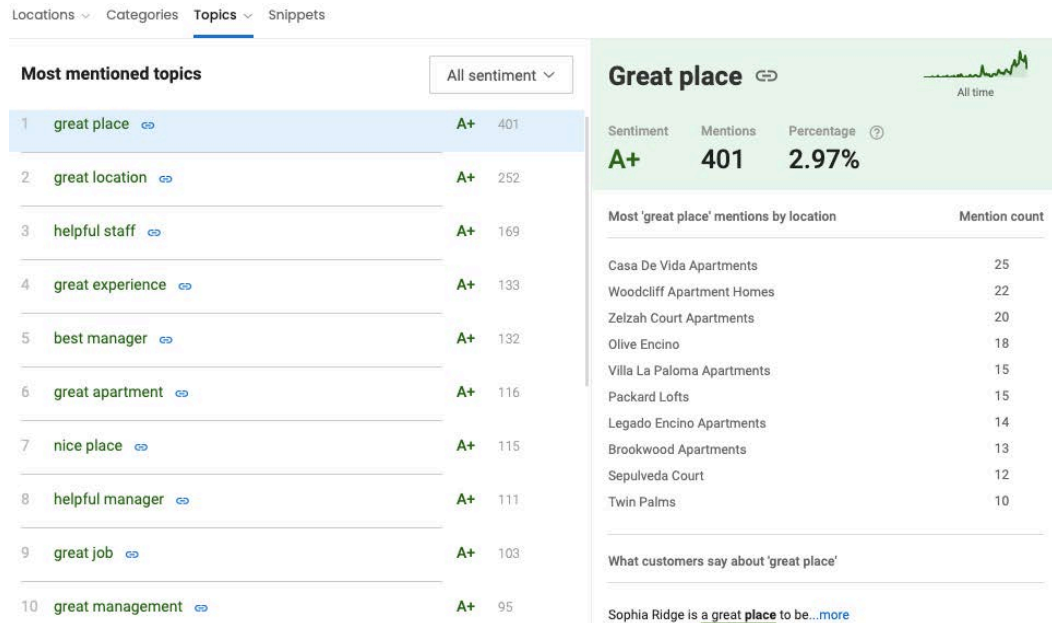 Locations Categories Topics Snippets
Most mentioned topics
All sentiment
1 great place A+ 401
2 great location A+ 252
3 helpful staff A+ 169
4 great experience A+ 133
5 best manager A+ 132
6 great apartment A+ 116
7 nice place A+ 115
8 helpful manager A+ 111
9 great job A+ 103
10 great management A+ 95
Great place
All time
Sentiment Mentions Percentage ?
A+ 401 2.97%
Most 'great place' mentions by location Mention count
Casa De Vida Apartments 25
Woodcliff Apartment Homes 22
Zelzah Court Apartments 20
Olive Encino 18
Villa La Paloma Apartments 15
Packard Lofts 15
Legado Encino Apartments 14
Brookwood Apartments 13
Sepulveda Court 12
Twin Palms 10
What customers say about 'great place'
Sophia Ridge is a great place to be...more